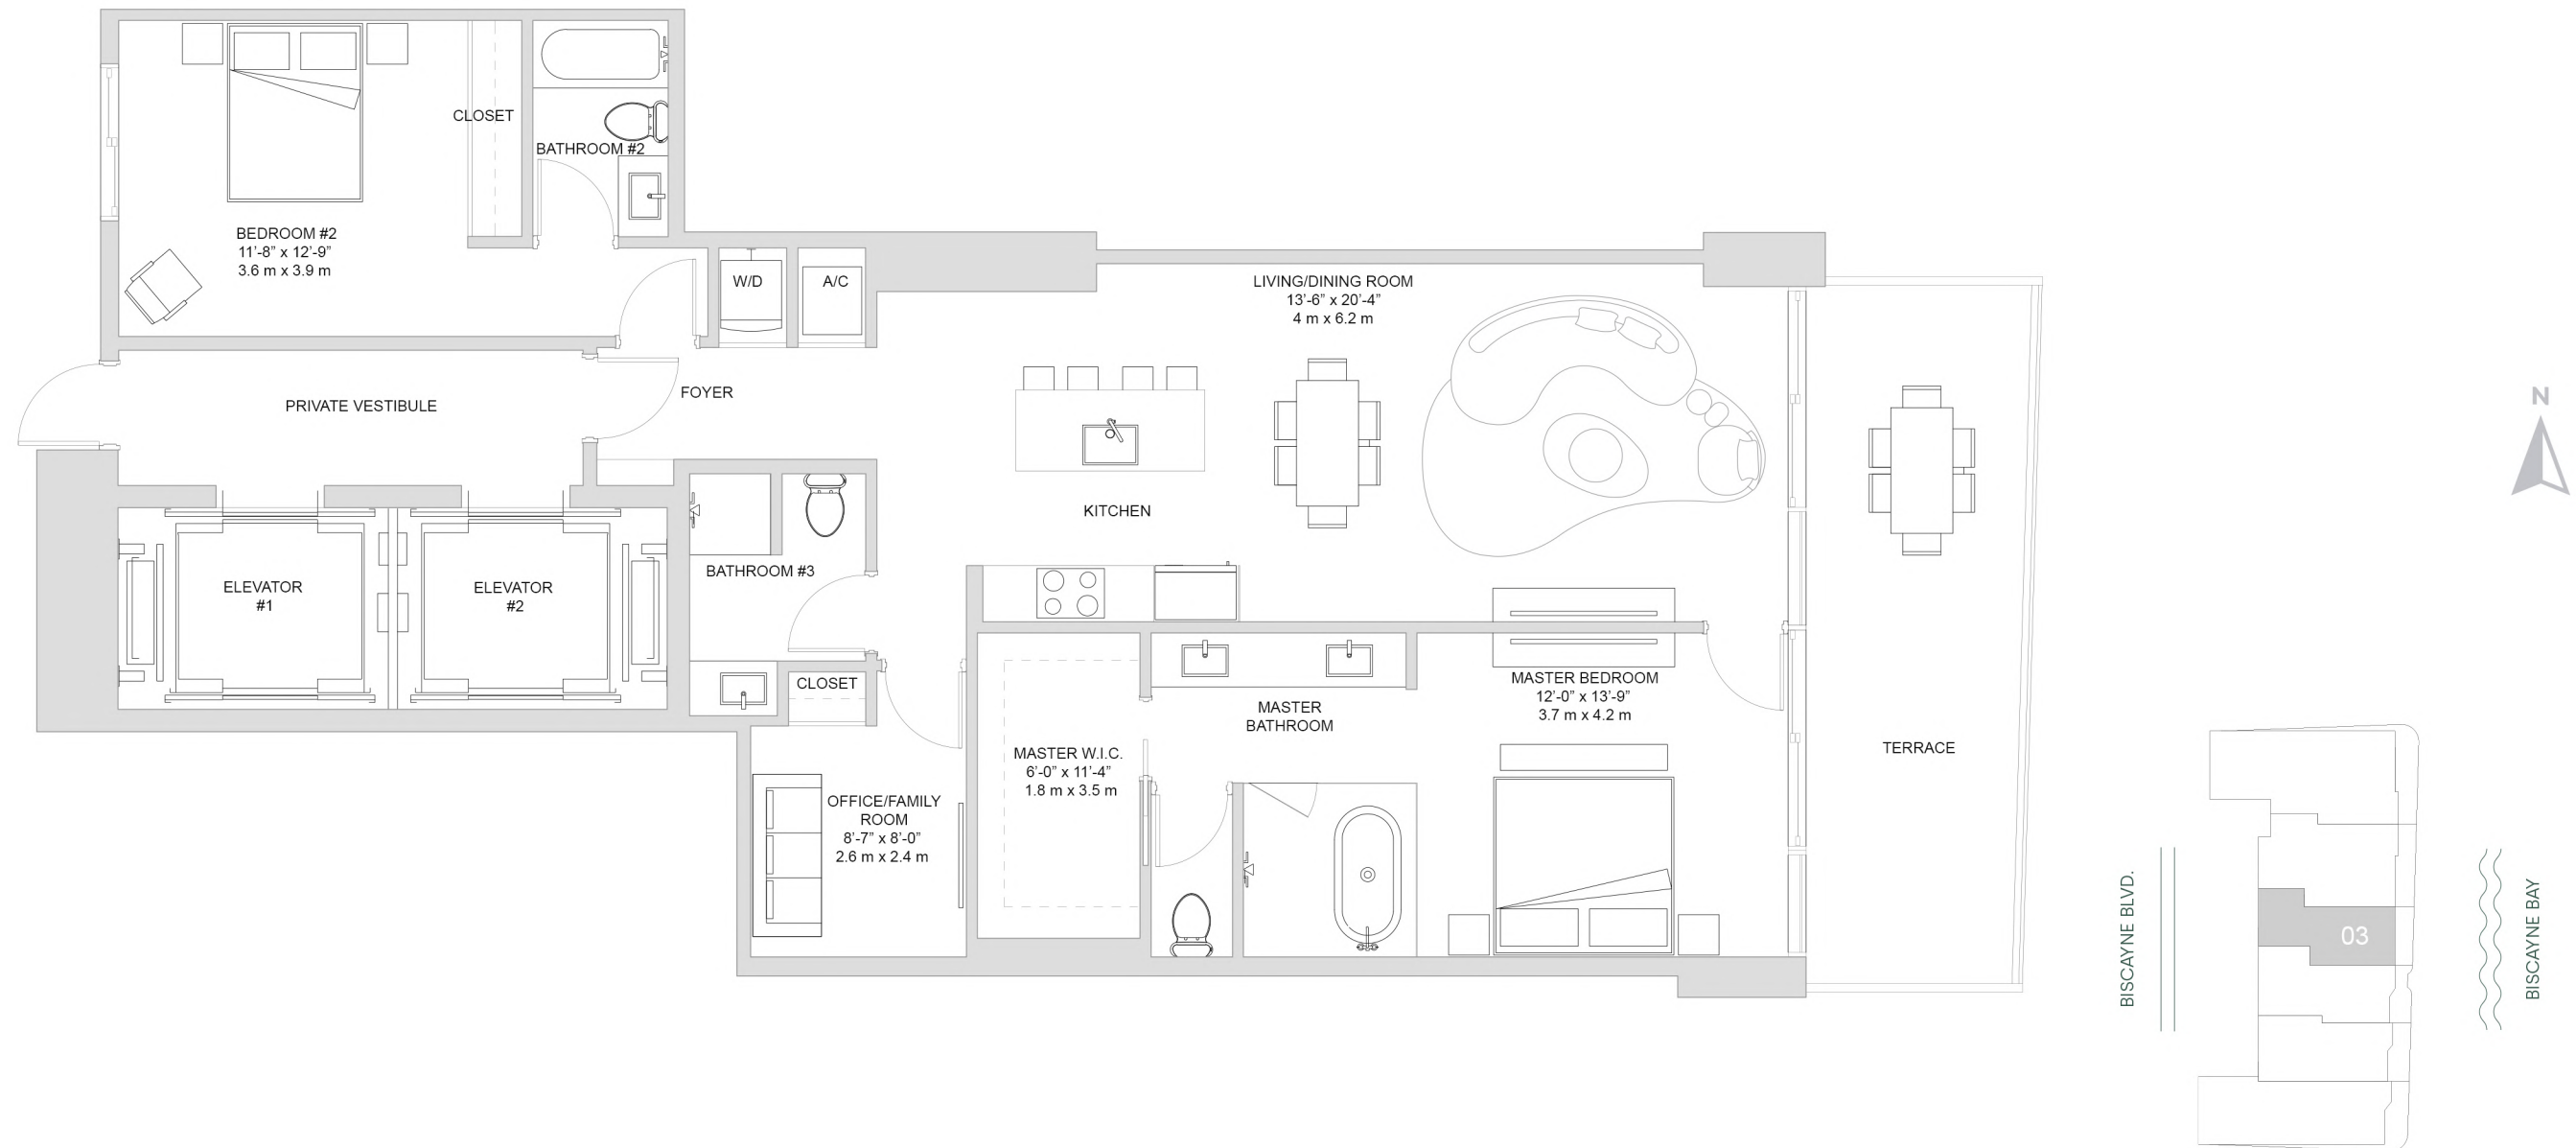 CLOSET
BATHROOM #2
BEDROOM #2
11'-8" x 12'-9"
3.6 m x 3.9 m
W/D
A/C
LIVING/DINING ROOM
13'-6" x 20'-4"
4 m x 6.2 m
PRIVATE VESTIBULE
FOYER
N
KITCHEN
BATHROOM #3
ELEVATOR
#1
ELEVATOR
#2
CLOSET
MASTER BEDROOM
12'-0" x 13'-9"
3.7 m x 4.2 m
MASTER
BATHROOM
MASTER W.I.C.
6'-0" x 11'-4"
1.8 m x 3.5 m
TERRACE
OFFICE/FAMILY
ROOM
8'-7" x 8'-0"
2.6 m x 2.4 m
BISCAYNE BLVD.
03
BISCAYNE BAY